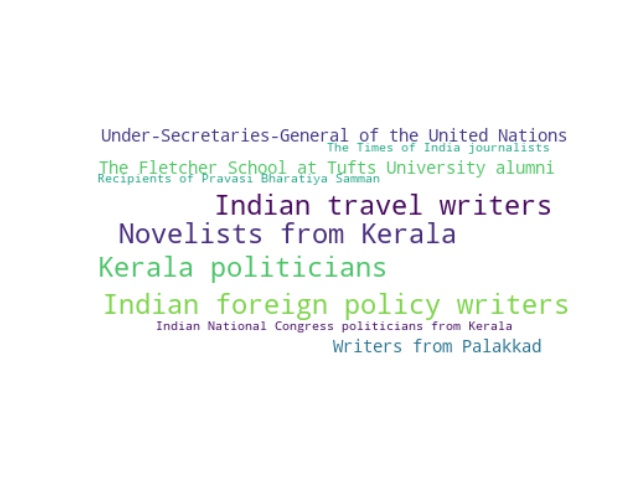 Under-Secretaries-General of the United Nations
The Times of India journalists
The Fletcher School at Tufts University alumni
Recipients of Pravasi Bharatiya Samman
Indian travel writers
Novelists from Kerala
Kerala politicians
Indian foreign policy writers
Indian National Congress politicians from Kerala
Writers from Palakkad